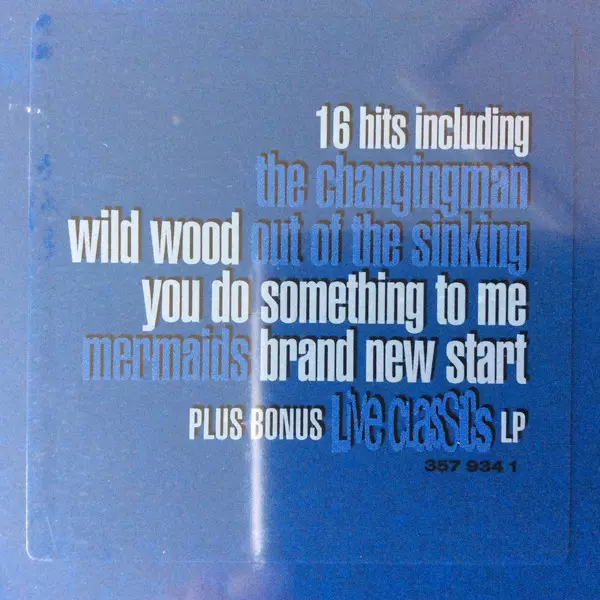 16 hits including
the changingman
wild wood out of the sinking
you do something to me
mermaids brand new start
PLUS BONUS Live classics LP
357 934 1